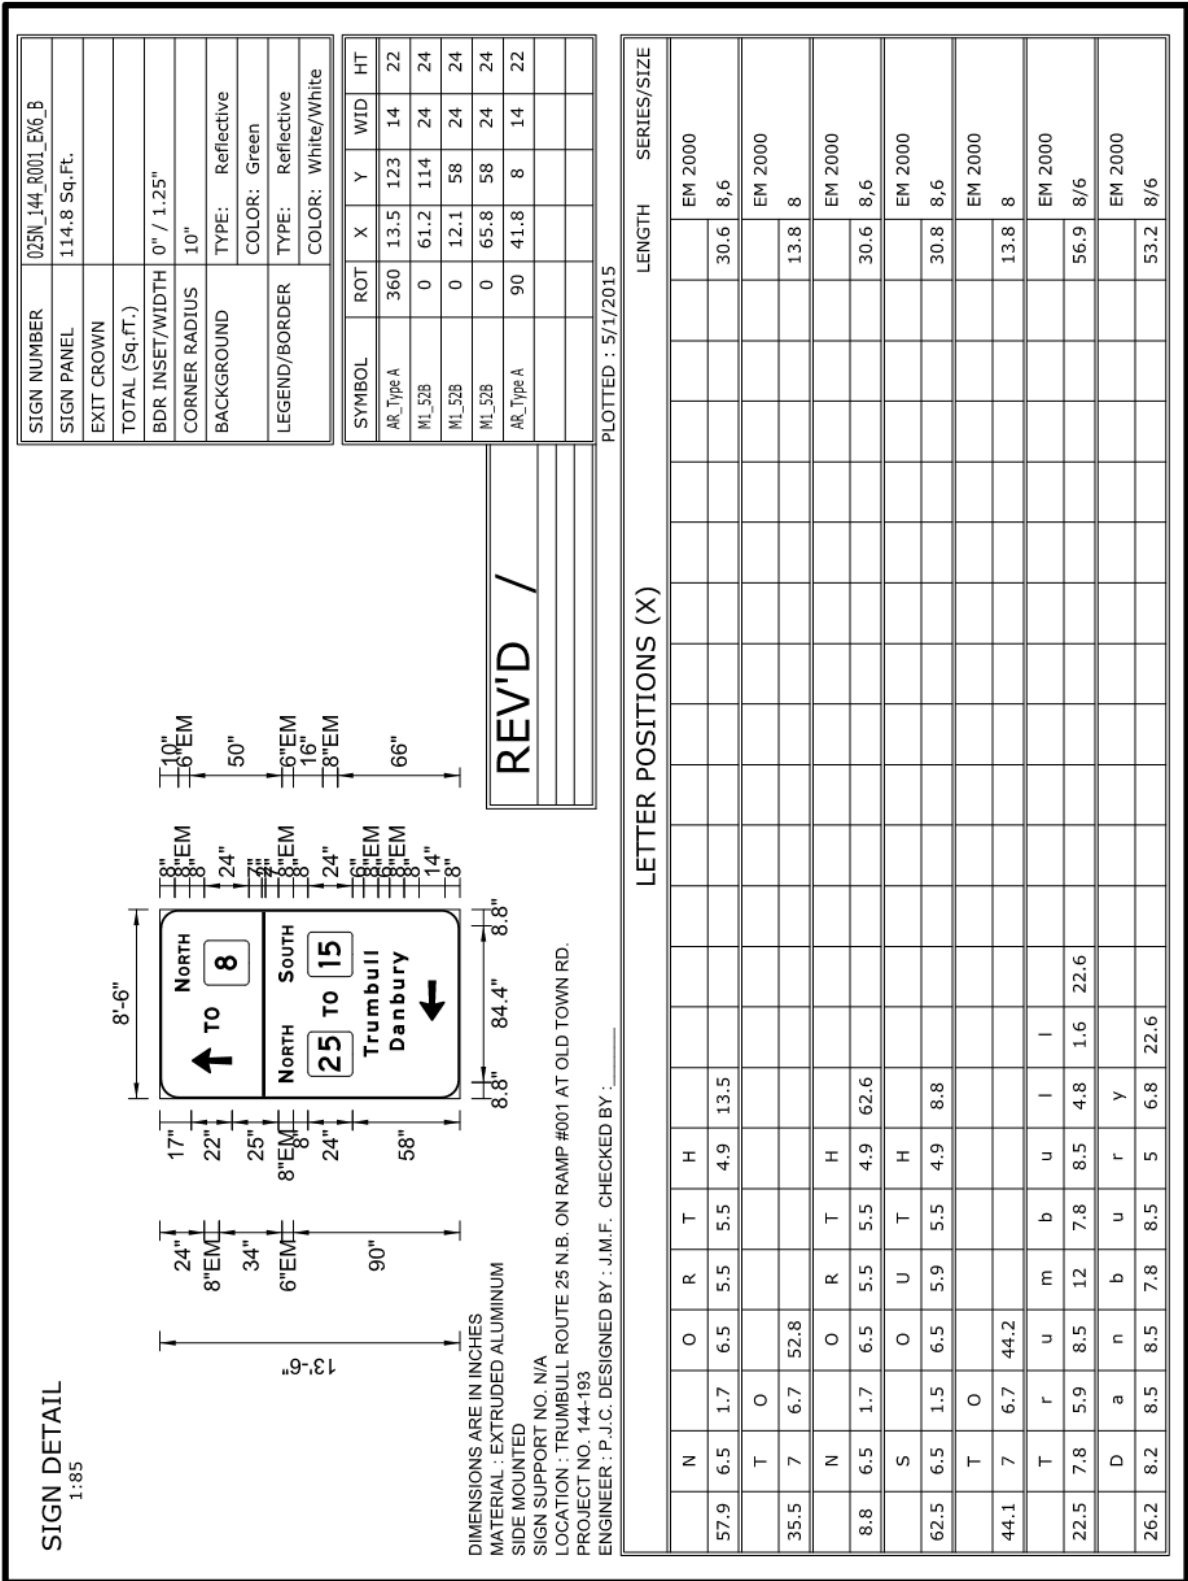 SIGN DETAIL
1:85
8'-6"
13'-6"
24"
8"EM
34"
6"EM
90"
17"
22"
25"
8"EM
8"
24"
58"
NORTH
TO 8
NORTH SOUTH
25 TO 15
Trumbull
Danbury
8"
8"EM
8"
24"
7"
2"
7"
8"EM
8"
24"
6"
8"EM
6"
8"EM
8"
14"
8"
10"
6"EM
50"
6"EM
16"
8"EM
66"
8.8" 84.4" 8.8"
DIMENSIONS ARE IN INCHES
MATERIAL : EXTRUDED ALUMINUM
SIDE MOUNTED
SIGN SUPPORT NO. N/A
LOCATION : TRUMBULL ROUTE 25 N.B. ON RAMP #001 AT OLD TOWN RD.
PROJECT NO. 144-193
ENGINEER : P.J.C. DESIGNED BY : J.M.F. CHECKED BY :
REV'D /
SIGN NUMBER 025N_144_R001_EX6_B
SIGN PANEL 114.8 Sq.Ft.
EXIT CROWN
TOTAL (Sq.fT.)
BDR INSET/WIDTH 0" / 1.25"
CORNER RADIUS 10"
BACKGROUND TYPE: Reflective
COLOR: Green
LEGEND/BORDER TYPE: Reflective
COLOR: White/White
SYMBOL ROT X Y WID HT
AR_Type A 360 13.5 123 14 22
M1_52B 0 61.2 114 24 24
M1_52B 0 12.1 58 24 24
M1_52B 0 65.8 58 24 24
AR_Type A 90 41.8 8 14 22
PLOTTED : 5/1/2015
LETTER POSITIONS (X) LENGTH SERIES/SIZE
N O R T H EM 2000
57.9 6.5 1.7 6.5 5.5 5.5 4.9 13.5 30.6 8,6
T O EM 2000
35.5 7 6.7 52.8 13.8 8
N O R T H EM 2000
8.8 6.5 1.7 6.5 5.5 5.5 4.9 62.6 30.6 8,6
S O U T H EM 2000
62.5 6.5 1.5 6.5 5.9 5.5 4.9 8.8 30.8 8,6
T O EM 2000
44.1 7 6.7 44.2 13.8 8
T r u m b u l l EM 2000
22.5 7.8 5.9 8.5 12 7.8 8.5 4.8 1.6 22.6 56.9 8/6
D a n b u r y EM 2000
26.2 8.2 8.5 8.5 7.8 8.5 5 6.8 22.6 53.2 8/6